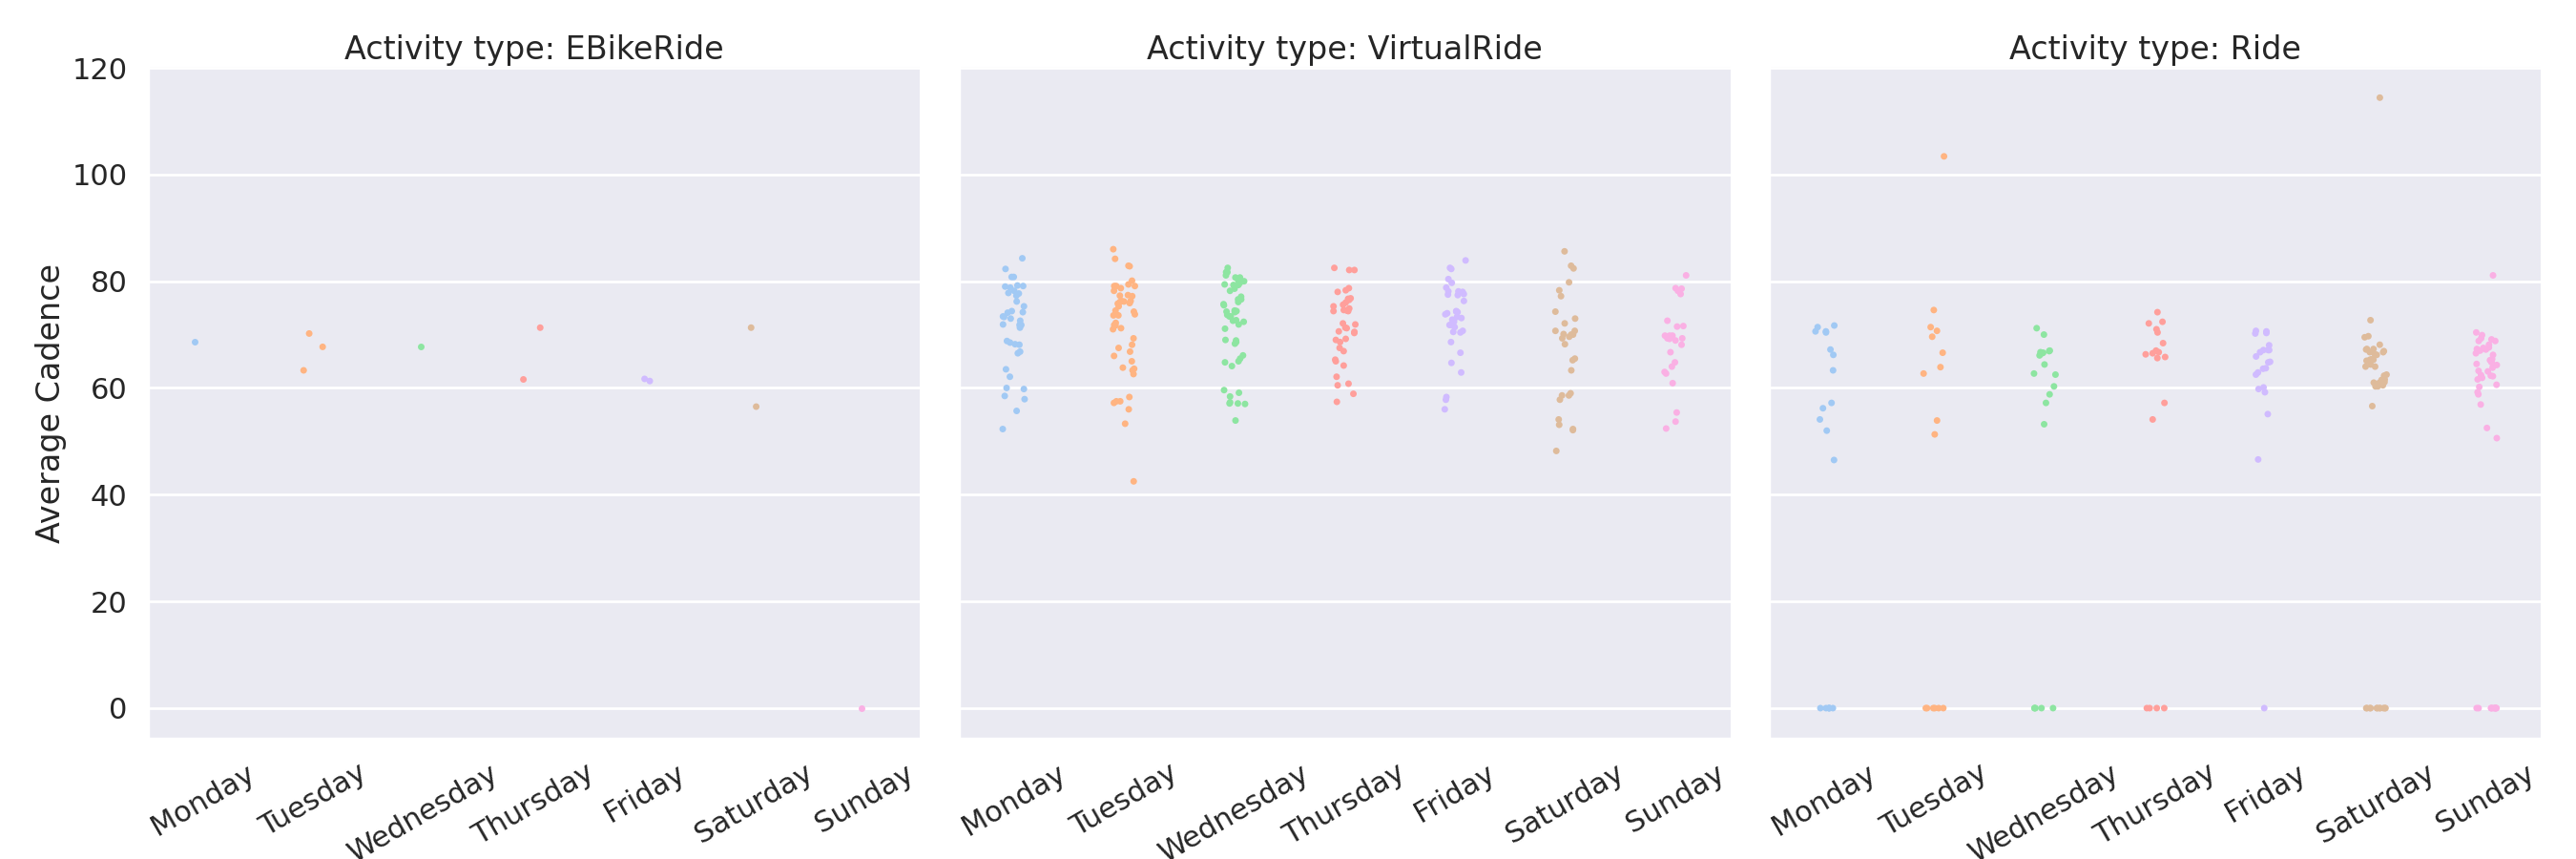 Activity type: EBikeRide
Activity type: VirtualRide
Activity type: Ride
Average Cadence
120
100
80
60
40
20
0
Monday
Tuesday
Wednesday
Thursday
Friday
Saturday
Sunday
Monday
Tuesday
Wednesday
Thursday
Friday
Saturday
Sunday
Monday
Tuesday
Wednesday
Thursday
Friday
Saturday
Sunday